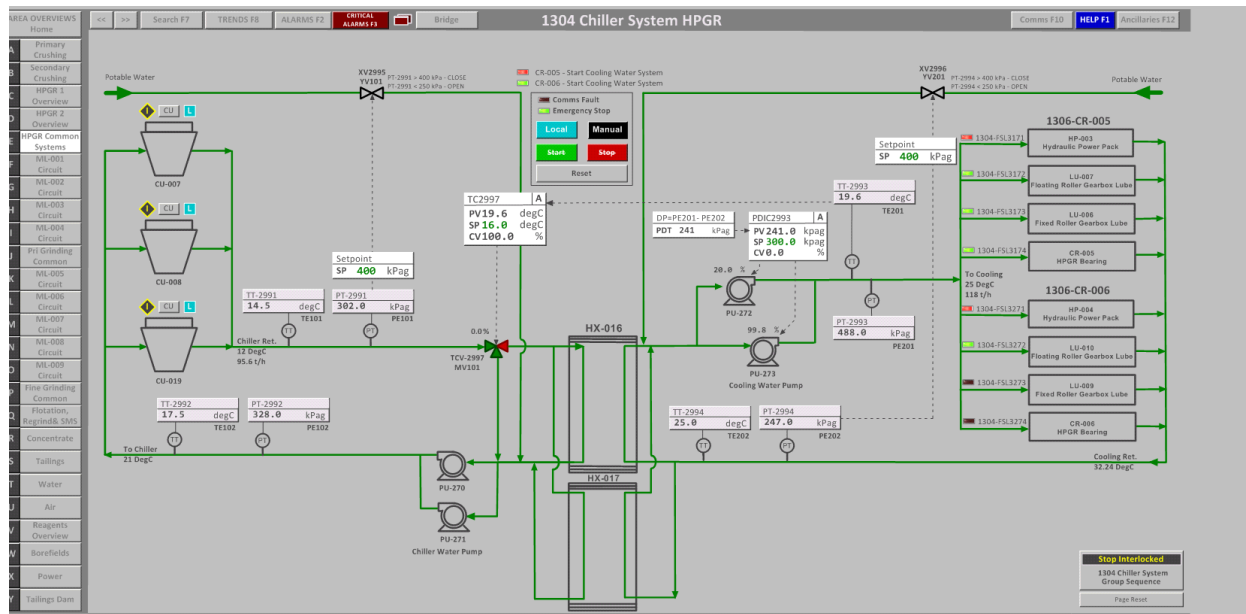 AREA OVERVIEWS
Home
<< >> Search F7 TRENDS F8 ALARMS F2 CRITICAL
ALARMS F3 Bridge 1304 Chiller System HPGR Comms F10 HELP F1 Ancillaries F12
A Primary
Crushing
B Secondary
Crushing
C HPGR 1
Overview
D HPGR 2
Overview
E HPGR Common
Systems
F ML-001
Circuit
G ML-002
Circuit
H ML-003
Circuit
I ML-004
Circuit
J Pri Grinding
Common
K ML-005
Circuit
L ML-006
Circuit
M ML-007
Circuit
N ML-008
Circuit
O ML-009
Circuit
P Fine Grinding
Common
Q Flotation,
Regrind& SMS
R Concentrate
S Tailings
T Water
U Air
V Reagents
Overview
W Borefields
X Power
Y Tailings Dam
Potable Water
XV2995
YV101
PT-2991 > 400 kPa - CLOSE
PT-2991 < 250 kPa - OPEN
CR-005 - Start Cooling Water System
CR-006 - Start Cooling Water System
Comms Fault
Emergency Stop
Local Manual
Start Stop
Reset
XV2996
YV201
PT-2994 > 400 kPa - CLOSE
PT-2994 < 250 kPa - OPEN
Potable Water
I CU L
CU-007
I CU L
CU-008
I CU L
CU-019
Setpoint
SP 400 kPag
TT-2991
14.5 degC
TE101
TT
PT-2991
302.0 kPag
PE101
PT
Chiller Ret.
12 DegC
95.6 t/h
TT-2992
17.5 degC
TE102
TT
PT-2992
328.0 kPag
PE102
PT
To Chiller
21 DegC
TC2997 A
PV 19.6 degC
SP 16.0 degC
CV 100.0 %
0.0%
TCV-2997
MV101
PU-270
PU-271
Chiller Water Pump
HX-016
HX-017
DP=PE201- PE202
PDT 241 kPag
PDIC2993 A
PV 241.0 kpag
SP 300.0 kpag
CV 0.0 %
TT-2993
19.6 degC
TE201
TT
Setpoint
SP 400 kPag
20.0 %
PU-272
99.8 %
PU-273
Cooling Water Pump
PT
PT-2993
488.0 kPag
PE201
TT-2994
25.0 degC
TE202
TT
PT-2994
247.0 kPag
PE202
PT
To Cooling
25 DegC
118 t/h
1306-CR-005
1304-FSL3171 HP-003
Hydraulic Power Pack
1304-FSL3172 LU-007
Floating Roller Gearbox Lube
1304-FSL3173 LU-006
Fixed Roller Gearbox Lube
1304-FSL3174 CR-005
HPGR Bearing
1306-CR-006
1304-FSL3271 HP-004
Hydraulic Power Pack
1304-FSL3272 LU-010
Floating Roller Gearbox Lube
1304-FSL3273 LU-009
Fixed Roller Gearbox Lube
1304-FSL3274 CR-006
HPGR Bearing
Cooling Ret.
32.24 DegC
Stop Interlocked
1304 Chiller System
Group Sequence
Page Reset